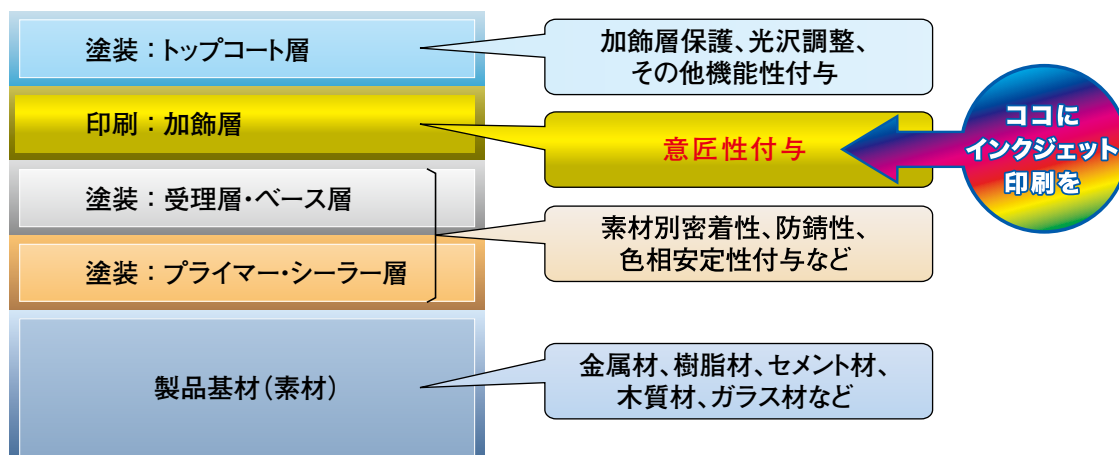 塗装：トップコート層
加飾層保護、光沢調整、
その他機能性付与
印刷：加飾層
意匠性付与
ココに
インクジェット
印刷を
塗装：受理層・ベース層
塗装：プライマー・シーラー層
素材別密着性、防錆性、
色相安定性付与など
製品基材（素材）
金属材、樹脂材、セメント材、
木質材、ガラス材など